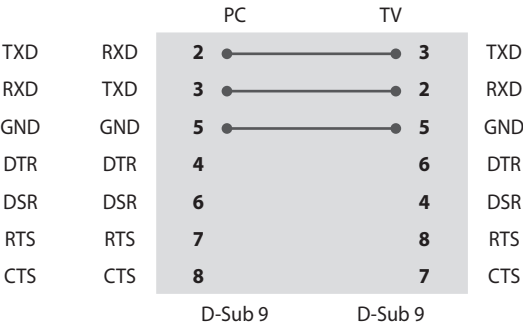 PC TV
TXD RXD 2 3 TXD
RXD TXD 3 2 RXD
GND GND 5 5 GND
DTR DTR 4 6 DTR
DSR DSR 6 4 DSR
RTS RTS 7 8 RTS
CTS CTS 8 7 CTS
D-Sub 9 D-Sub 9